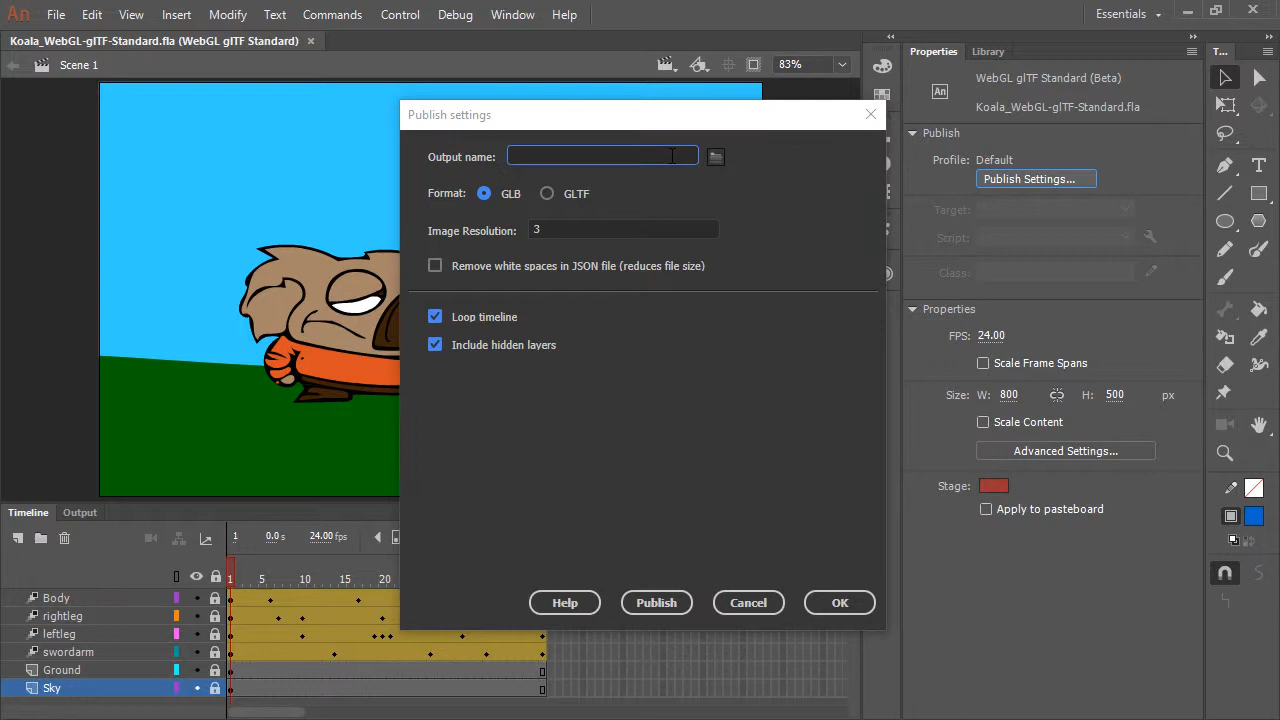 An File Edit View Insert Modify Text Commands Control Debug Window Help Essentials
Koala_WebGL-glTF-Standard.fla (WebGL glTF Standard)
Scene 1
83%
Publish settings
Output name:
Format: GLB GLTF
Image Resolution: 3
Remove white spaces in JSON file (reduces file size)
Loop timeline
Include hidden layers
Help Publish Cancel OK
Properties Library
T...
An
WebGL glTF Standard (Beta)
Koala_WebGL-glTF-Standard.fla
Publish
Profile: Default
Publish Settings...
Target:
Script:
Class:
Properties
FPS: 24.00
Scale Frame Spans
Size: W: 800 H: 500 px
Scale Content
Advanced Settings...
Stage:
Apply to pasteboard
Timeline Output
1 0.0 s 24.00 fps
1 5 10 15 20
Body
rightleg
leftleg
swordarm
Ground
Sky